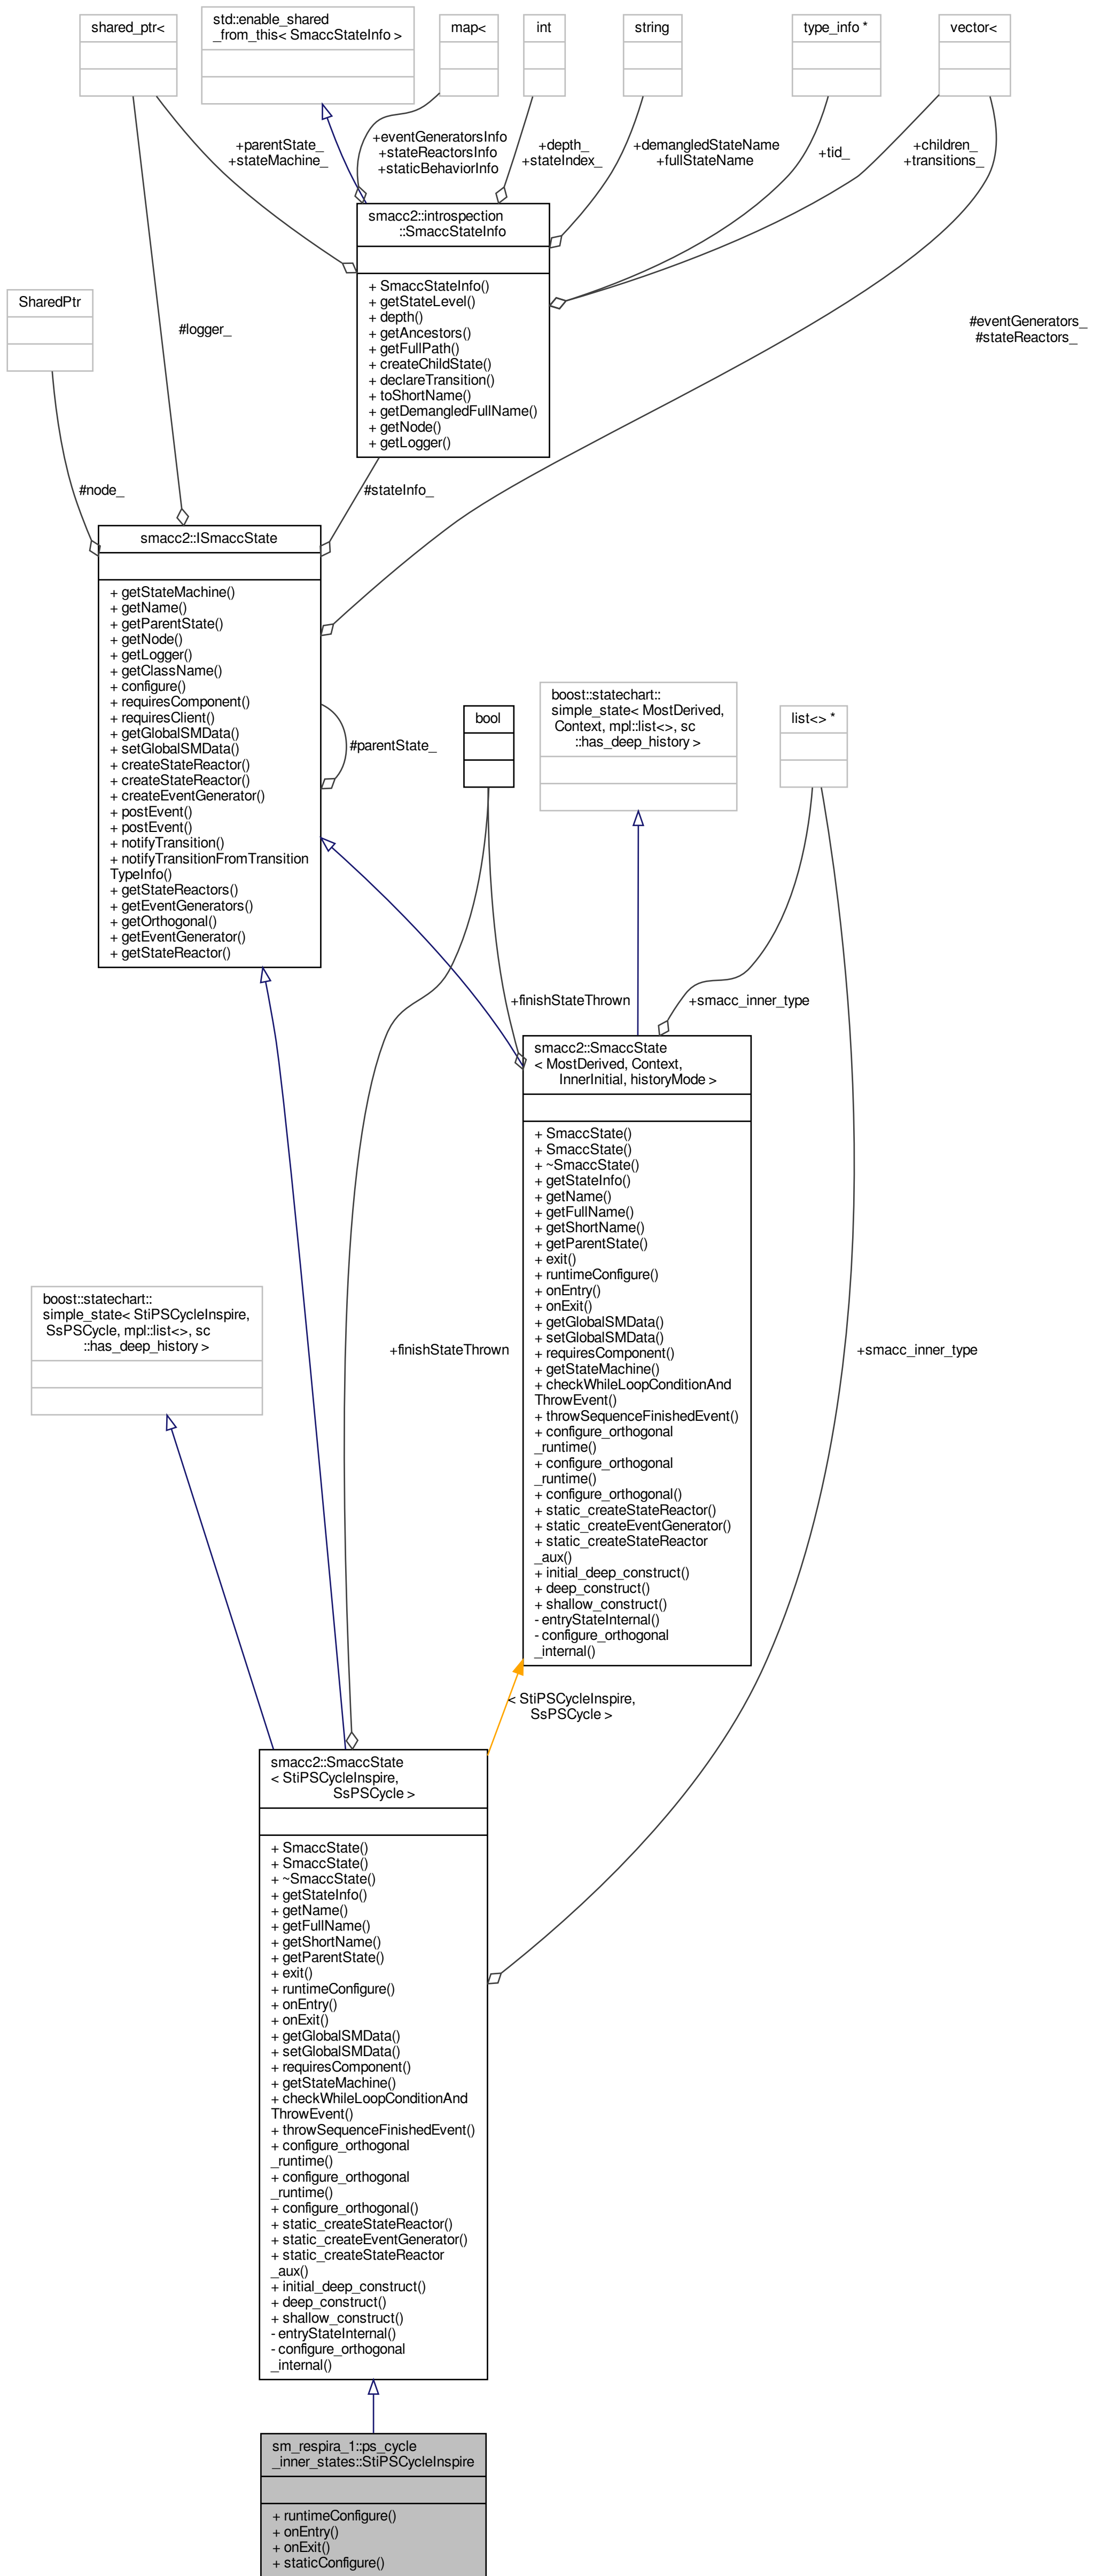 shared_ptr<
std::enable_shared
_from_this< SmaccStateInfo >
map<
int
string
type_info *
vector<
+parentState_
+stateMachine_
+eventGeneratorsInfo
+stateReactorsInfo
+staticBehaviorInfo
+depth_
+stateIndex_
+demangledStateName
+fullStateName
+tid_
+children_
+transitions_
smacc2::introspection
::SmaccStateInfo
+ SmaccStateInfo()
+ getStateLevel()
+ depth()
+ getAncestors()
+ getFullPath()
+ createChildState()
+ declareTransition()
+ toShortName()
+ getDemangledFullName()
+ getNode()
+ getLogger()
SharedPtr
#logger_
#eventGenerators_
#stateReactors_
#node_
#stateInfo_
smacc2::ISmaccState
+ getStateMachine()
+ getName()
+ getParentState()
+ getNode()
+ getLogger()
+ getClassName()
+ configure()
+ requiresComponent()
+ requiresClient()
+ getGlobalSMData()
+ setGlobalSMData()
+ createStateReactor()
+ createStateReactor()
+ createEventGenerator()
+ postEvent()
+ postEvent()
+ notifyTransition()
+ notifyTransitionFromTransition
TypeInfo()
+ getStateReactors()
+ getEventGenerators()
+ getOrthogonal()
+ getEventGenerator()
+ getStateReactor()
#parentState_
bool
boost::statechart::
simple_state< MostDerived,
Context, mpl::list<>, sc
::has_deep_history >
list<> *
+finishStateThrown
+smacc_inner_type
smacc2::SmaccState
< MostDerived, Context,
InnerInitial, historyMode >
+ SmaccState()
+ SmaccState()
+ ~SmaccState()
+ getStateInfo()
+ getName()
+ getFullName()
+ getShortName()
+ getParentState()
+ exit()
+ runtimeConfigure()
+ onEntry()
+ onExit()
+ getGlobalSMData()
+ setGlobalSMData()
+ requiresComponent()
+ getStateMachine()
+ checkWhileLoopConditionAnd
ThrowEvent()
+ throwSequenceFinishedEvent()
+ configure_orthogonal
_runtime()
+ configure_orthogonal
_runtime()
+ configure_orthogonal()
+ static_createStateReactor()
+ static_createEventGenerator()
+ static_createStateReactor
_aux()
+ initial_deep_construct()
+ deep_construct()
+ shallow_construct()
- entryStateInternal()
- configure_orthogonal
_internal()
boost::statechart::
simple_state< StiPSCycleInspire,
SsPSCycle, mpl::list<>, sc
::has_deep_history >
+finishStateThrown
+smacc_inner_type
< StiPSCycleInspire,
SsPSCycle >
smacc2::SmaccState
< StiPSCycleInspire,
SsPSCycle >
+ SmaccState()
+ SmaccState()
+ ~SmaccState()
+ getStateInfo()
+ getName()
+ getFullName()
+ getShortName()
+ getParentState()
+ exit()
+ runtimeConfigure()
+ onEntry()
+ onExit()
+ getGlobalSMData()
+ setGlobalSMData()
+ requiresComponent()
+ getStateMachine()
+ checkWhileLoopConditionAnd
ThrowEvent()
+ throwSequenceFinishedEvent()
+ configure_orthogonal
_runtime()
+ configure_orthogonal
_runtime()
+ configure_orthogonal()
+ static_createStateReactor()
+ static_createEventGenerator()
+ static_createStateReactor
_aux()
+ initial_deep_construct()
+ deep_construct()
+ shallow_construct()
- entryStateInternal()
- configure_orthogonal
_internal()
sm_respira_1::ps_cycle
_inner_states::StiPSCycleInspire
+ runtimeConfigure()
+ onEntry()
+ onExit()
+ staticConfigure()